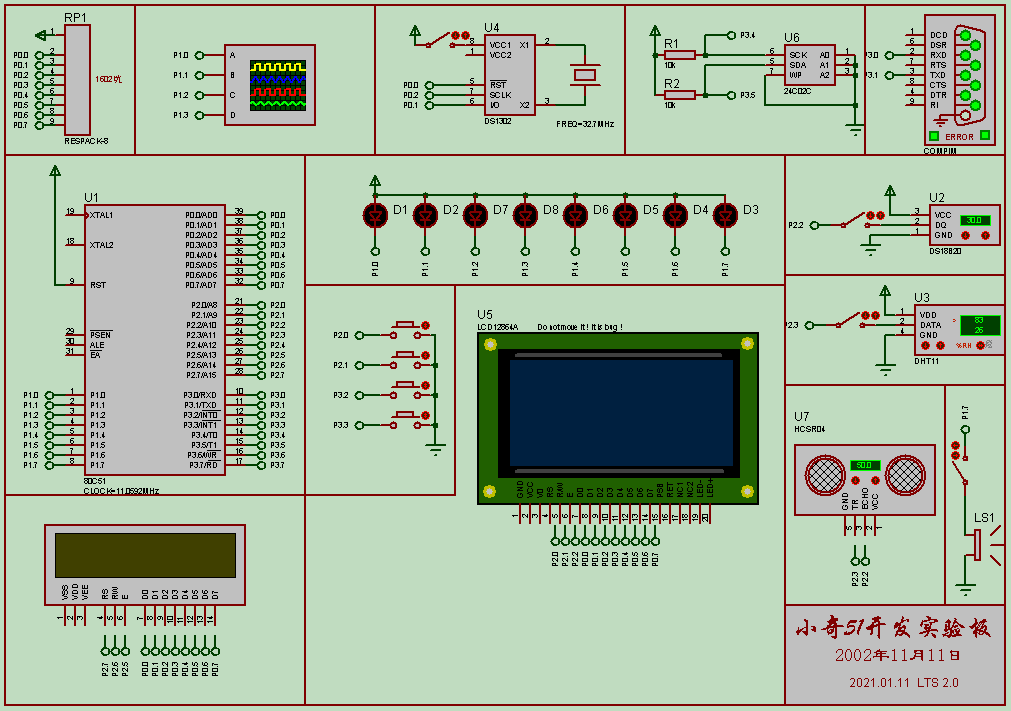 RP1
P0.0 2
P0.1 3
P0.2 4
P0.3 5
P0.4 6
P0.5 7
P0.6 8
P0.7 9
1
RESPACK-8
P1.0 A
P1.1 B
P1.2 C
P1.3 D
U4
8 VCC1 X1 2
1 VCC2
P0.0 5 RST
P0.2 7 SCLK
P0.1 6 I/O X2 3
DS1302
FREQ=32.7MHz
R1
10k
R2
10k
P3.4
P3.5
U6
6 SCK A0 1
5 SDA A1 2
7 WP A2 3
24C02C
P3.0
P3.1
1 DCD
6 DSR
2 RXD
7 RTS
3 TXD
8 CTS
4 DTR
9 RI
ERROR
COMPIM
U1
19 XTAL1
18 XTAL2
9 RST
29 PSEN
30 ALE
31 EA
P1.0 1 P1.0
P1.1 2 P1.1
P1.2 3 P1.2
P1.3 4 P1.3
P1.4 5 P1.4
P1.5 6 P1.5
P1.6 7 P1.6
P1.7 8 P1.7
P0.0/AD0 39 P0.0
P0.1/AD1 38 P0.1
P0.2/AD2 37 P0.2
P0.3/AD3 36 P0.3
P0.4/AD4 35 P0.4
P0.5/AD5 34 P0.5
P0.6/AD6 33 P0.6
P0.7/AD7 32 P0.7
P2.0/A8 21 P2.0
P2.1/A9 22 P2.1
P2.2/A10 23 P2.2
P2.3/A11 24 P2.3
P2.4/A12 25 P2.4
P2.5/A13 26 P2.5
P2.6/A14 27 P2.6
P2.7/A15 28 P2.7
P3.0/RXD 10 P3.0
P3.1/TXD 11 P3.1
P3.2/INT0 12 P3.2
P3.3/INT1 13 P3.3
P3.4/T0 14 P3.4
P3.5/T1 15 P3.5
P3.6/WR 16 P3.6
P3.7/RD 17 P3.7
80C51
CLOCK=11.0592MHz
D1 D2 D7 D8 D6 D5 D4 D3
P1.0 P1.1 P1.2 P1.3 P1.4 P1.5 P1.6 P1.7
P2.0
P2.1
P3.2
P3.3
U5
LCD12864A Do not move it! It is bug !
GND VCC V0 RS R/W E D0 D1 D2 D3 D4 D5 D6 D7 PSB RET NC1 NC2 LED- LED+
1 2 3 4 5 6 7 8 9 10 11 12 13 14 15 16 17 18 19 20
P2.0 P2.1 P2.2 P0.0 P0.1 P0.2 P0.3 P0.4 P0.5 P0.6 P0.7
U2
P2.2
3 VCC
2 DQ
1 GND
30.0
DS18B20
U3
P2.3
1 VDD
2 DATA
4 GND
> 83
26
%RH °C
DHT11
U7
HCSR04
50.0
GND TR ECHO VCC
5 3 2 1
P2.3 P2.2
P1.7
LS1
VSS VDD VEE RS RW E D0 D1 D2 D3 D4 D5 D6 D7
1 2 3 4 5 6 7 8 9 10 11 12 13 14
P2.7 P2.6 P2.5 P0.0 P0.1 P0.2 P0.3 P0.4 P0.5 P0.6 P0.7
小奇51开发实验板
2002年11月11日
2021.01.11 LTS 2.0